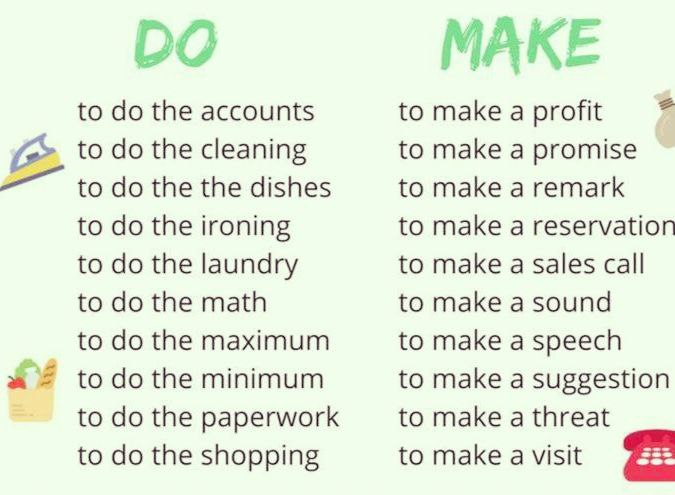 DO
to do the accounts
to do the cleaning
to do the the dishes
to do the ironing
to do the laundry
to do the math
to do the maximum
to do the minimum
to do the paperwork
to do the shopping
MAKE
to make a profit
to make a promise
to make a remark
to make a reservation
to make a sales call
to make a sound
to make a speech
to make a suggestion
to make a threat
to make a visit